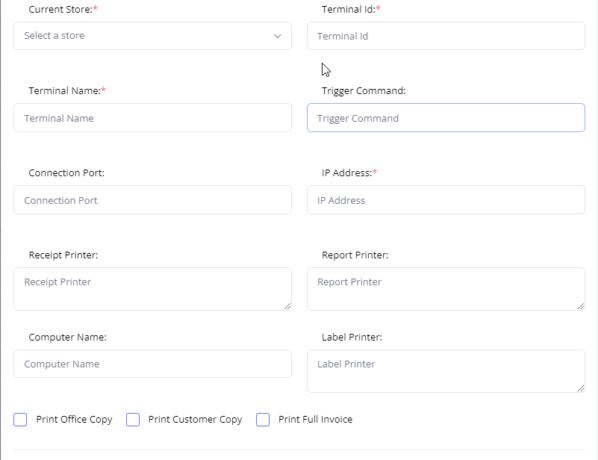 Current Store:*
Terminal Id:*
Select a store
Terminal Id
Terminal Name:*
Trigger Command:
Terminal Name
Trigger Command
Connection Port:
IP Address:*
Connection Port
IP Address
Receipt Printer:
Report Printer:
Receipt Printer
Report Printer
Computer Name:
Label Printer:
Computer Name
Label Printer
Print Office Copy
Print Customer Copy
Print Full Invoice